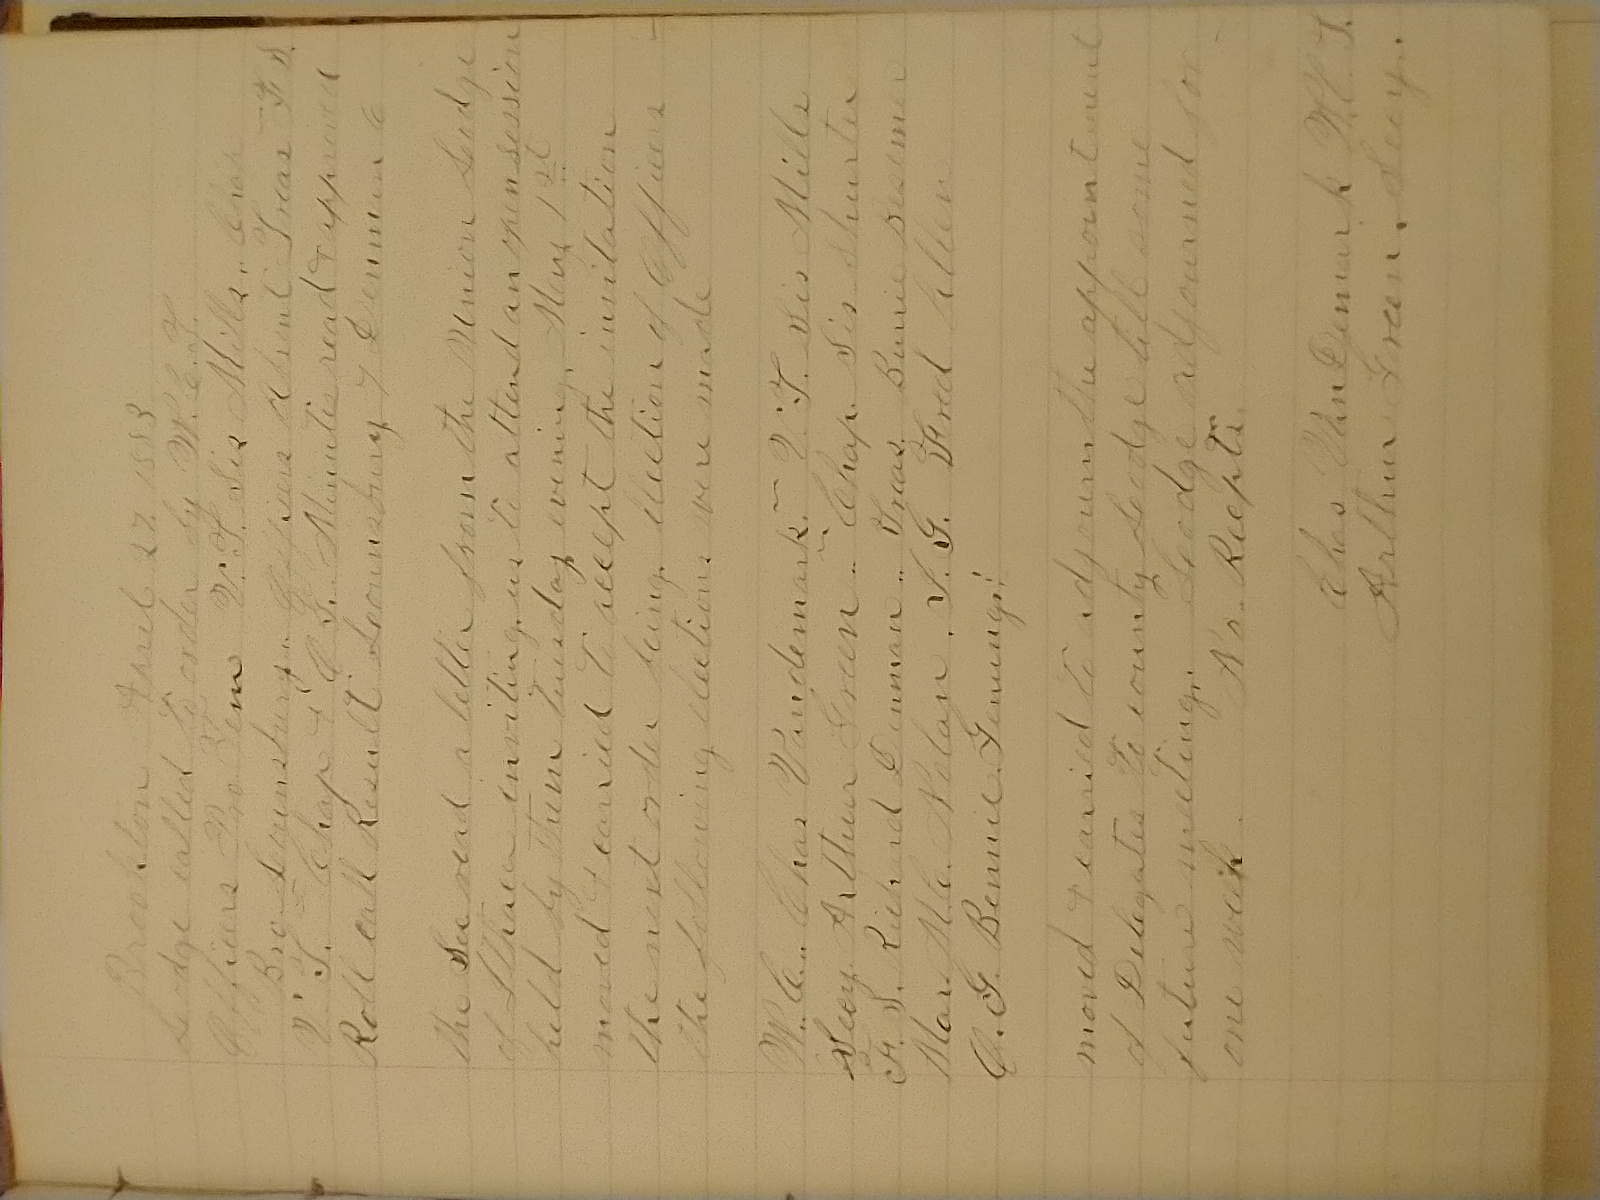 Brookton April 27. 1883
Lodge called to order by W. C. T.
Officers Pro Tem V. T. Sis Mills., Chap
Bro Lounsbury.. Officers Absent Treas - F. S.
V. T. - Chap + O. G. Minutes read + approved
Roll call Result Lounsbury 7 Denman 6
the Sec read a letter from the Union Lodge
of Ithaca inviting us to attend an open session
held by them Tuesday evening, May 1st
moved + carried to accept the invitation
the next order being election of Officers
the following elections were made
W. C. Chas Vandemark. V. T. Sis Mills
Secy. Arthur Green .. Chap. Sis Shurter
F. S. Richard Denman .. Treas. Burrie Besemer
Mar. M. C. Nolan . I. G. Fred Allen
O. G. Bennie Genung.
moved + carried to adjourn the appointment
of Delegates to county Lodge till some
future meeting. Lodge adjourned for
one week. No. Recpts.
Chas VanDemark W. C. T.
Arthur Green. Secy.